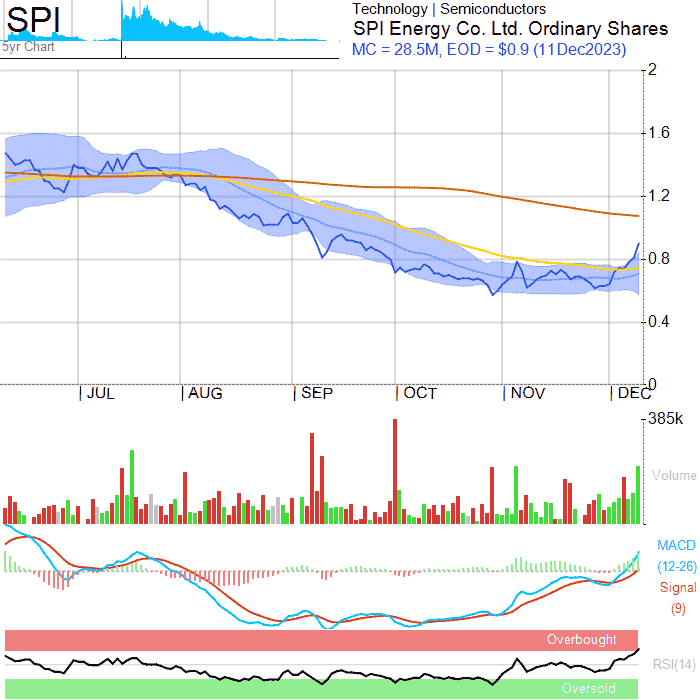 SPI
5yr Chart
Technology | Semiconductors
SPI Energy Co. Ltd. Ordinary Shares
MC = 28.5M, EOD = $0.9 (11Dec2023)
2
1.6
1.2
0.8
0.4
0
| JUL | AUG | SEP | OCT | NOV | DEC
385k
Volume
MACD
(12-26)
Signal
(9)
Overbought
RSI(14)
Oversold